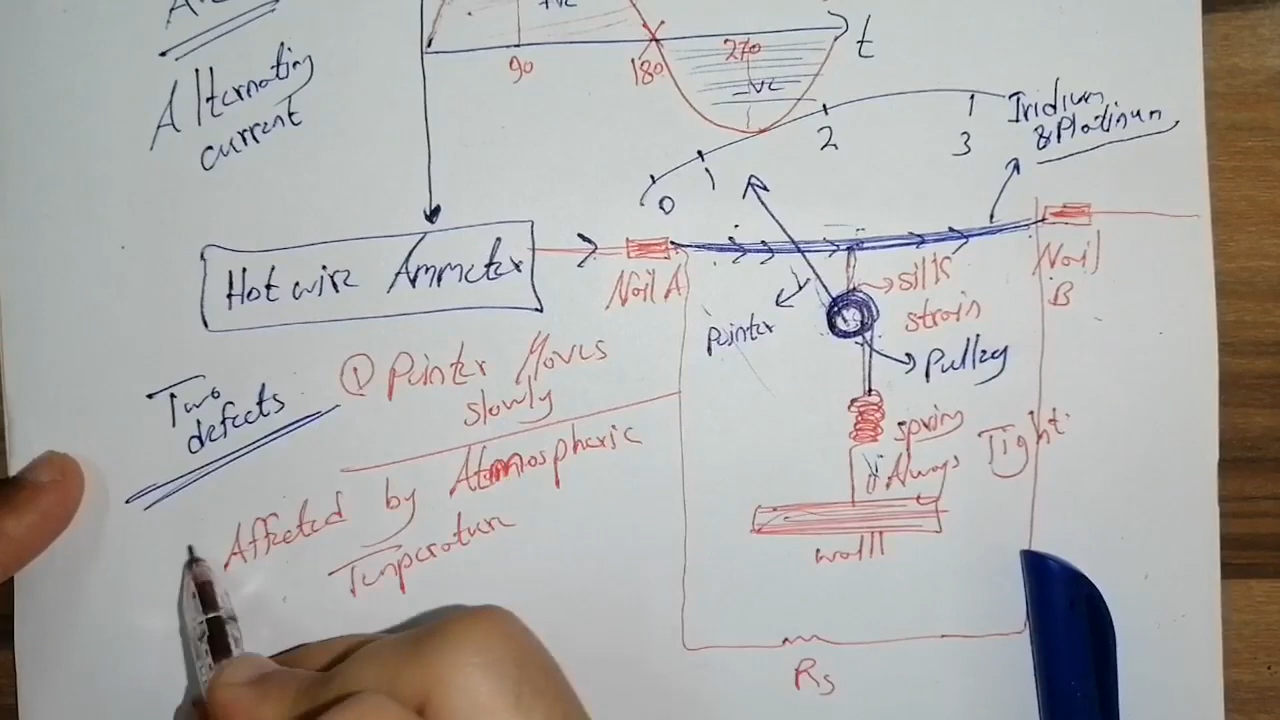 Alternating
current
+ve
90
180
270
-ve
t
0
1
2
3
Iridium
& Platinum
Hot wire Ammeter
Nail A
Nail
B
silk
strain
Pointer
Pulley
spring
Always Tight
wall
Rs
Two
defects
① Pointer Moves
slowly
Affected by Atmospheric
Temperature